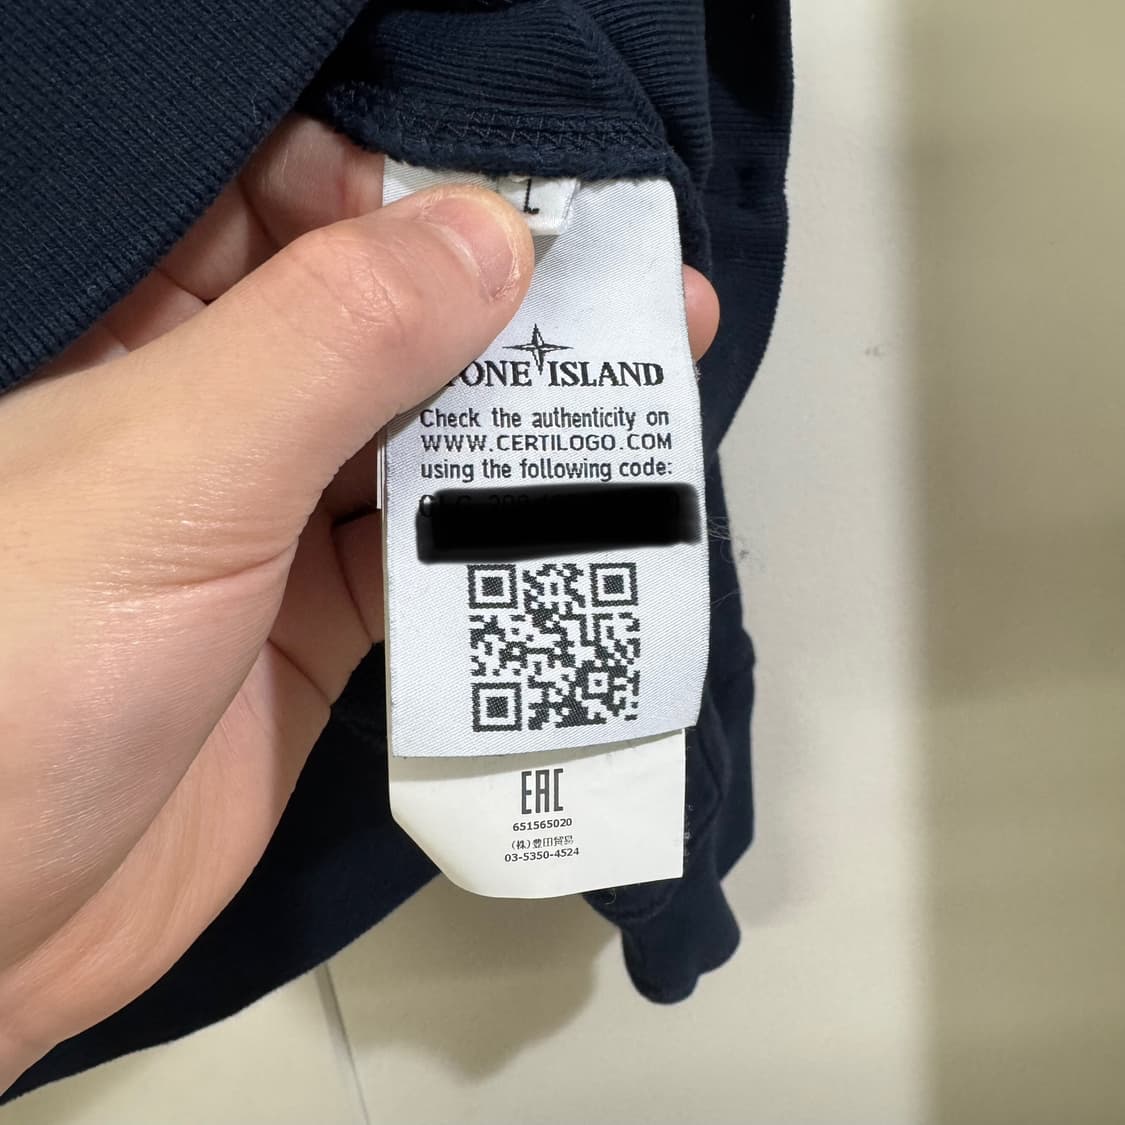 L
STONE ISLAND
Check the authenticity on
WWW.CERTILOGO.COM
using the following code:
EAC
651565020
(株)豊田貿易
03-5350-4524